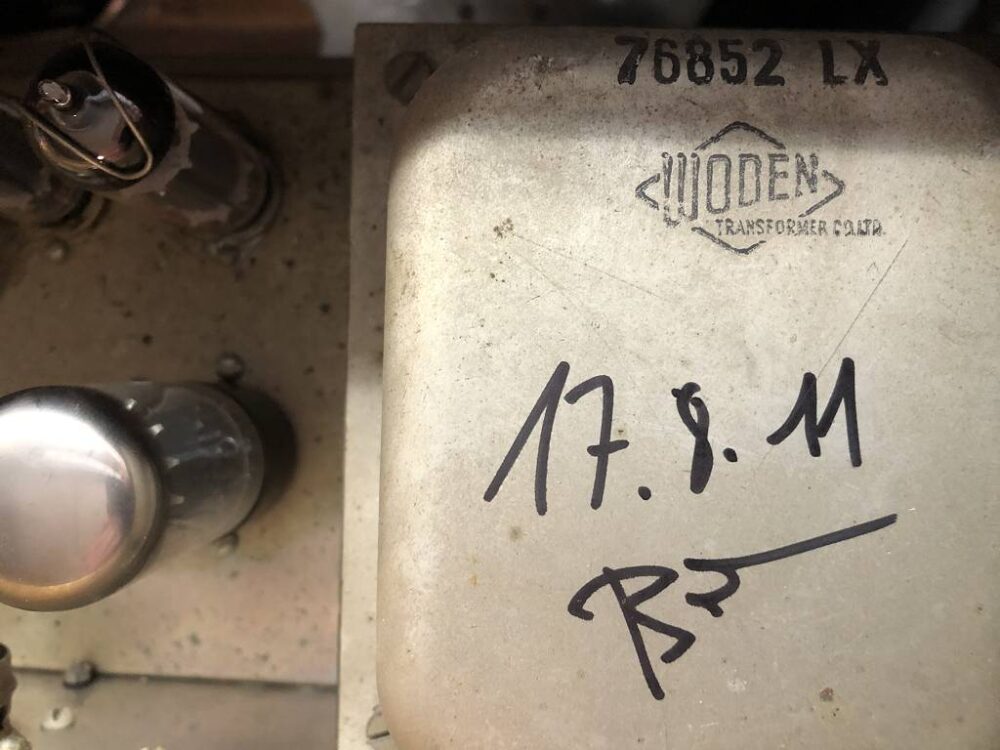 76852 LX
WODEN
TRANSFORMER CO. LTD.
17.8.11